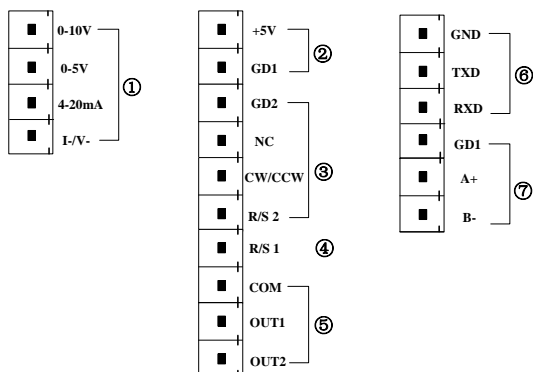 0-10V
0-5V
4-20mA
I-/V-
①
+5V
GD1
②
GD2
NC
CW/CCW
R/S 2
③
R/S 1
④
COM
OUT1
OUT2
⑤
GND
TXD
RXD
⑥
GD1
A+
B-
⑦